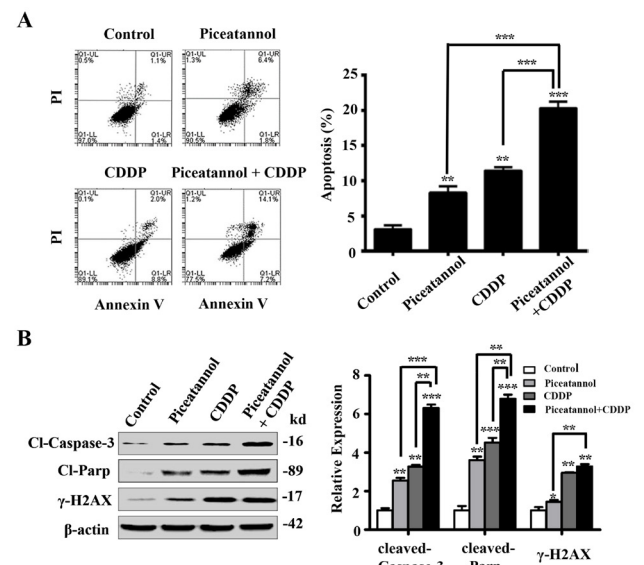 A
Control
Piceatannol
Q1-UL
0.5%
Q1-UR
1.1%
Q1-LL
97.0%
Q1-LR
1.4%
Q1-UL
1.3%
Q1-UR
6.4%
Q1-LL
90.5%
Q1-LR
1.8%
PI
CDDP
Piceatannol + CDDP
Q1-UL
0.1%
Q1-UR
2.0%
Q1-LL
89.1%
Q1-LR
8.8%
Q1-UL
1.2%
Q1-UR
14.1%
Q1-LL
77.5%
Q1-LR
7.2%
PI
Annexin V
Annexin V
Apoptosis (%)
25
20
15
10
5
0
***
***
***
**
**
Control
Piceatannol
CDDP
Piceatannol
+CDDP
B
Control
Piceatannol
CDDP
Piceatannol
+ CDDP
kd
Cl-Caspase-3
-16
Cl-Parp
-89
γ-H2AX
-17
β-actin
-42
Relative Expression
8
6
4
2
0
Control
Piceatannol
CDDP
Piceatannol+CDDP
***
**
***
**
**
**
**
***
**
***
**
**
**
*
cleaved-
Caspase-3
cleaved-
Parp
γ-H2AX